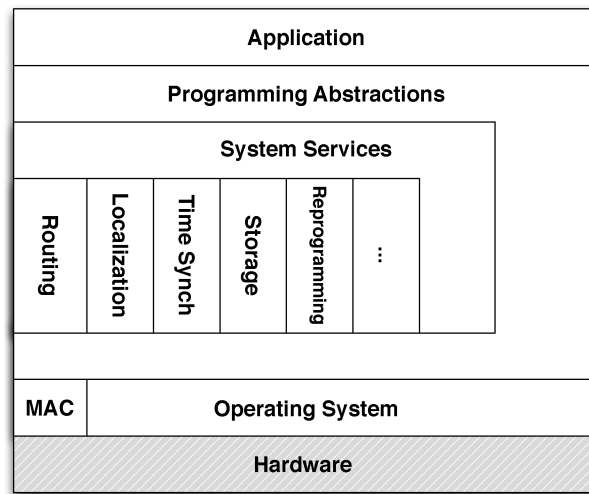 Application
Programming Abstractions
System Services
Routing
Localization
Time Synch
Storage
Reprogramming
...
MAC
Operating System
Hardware